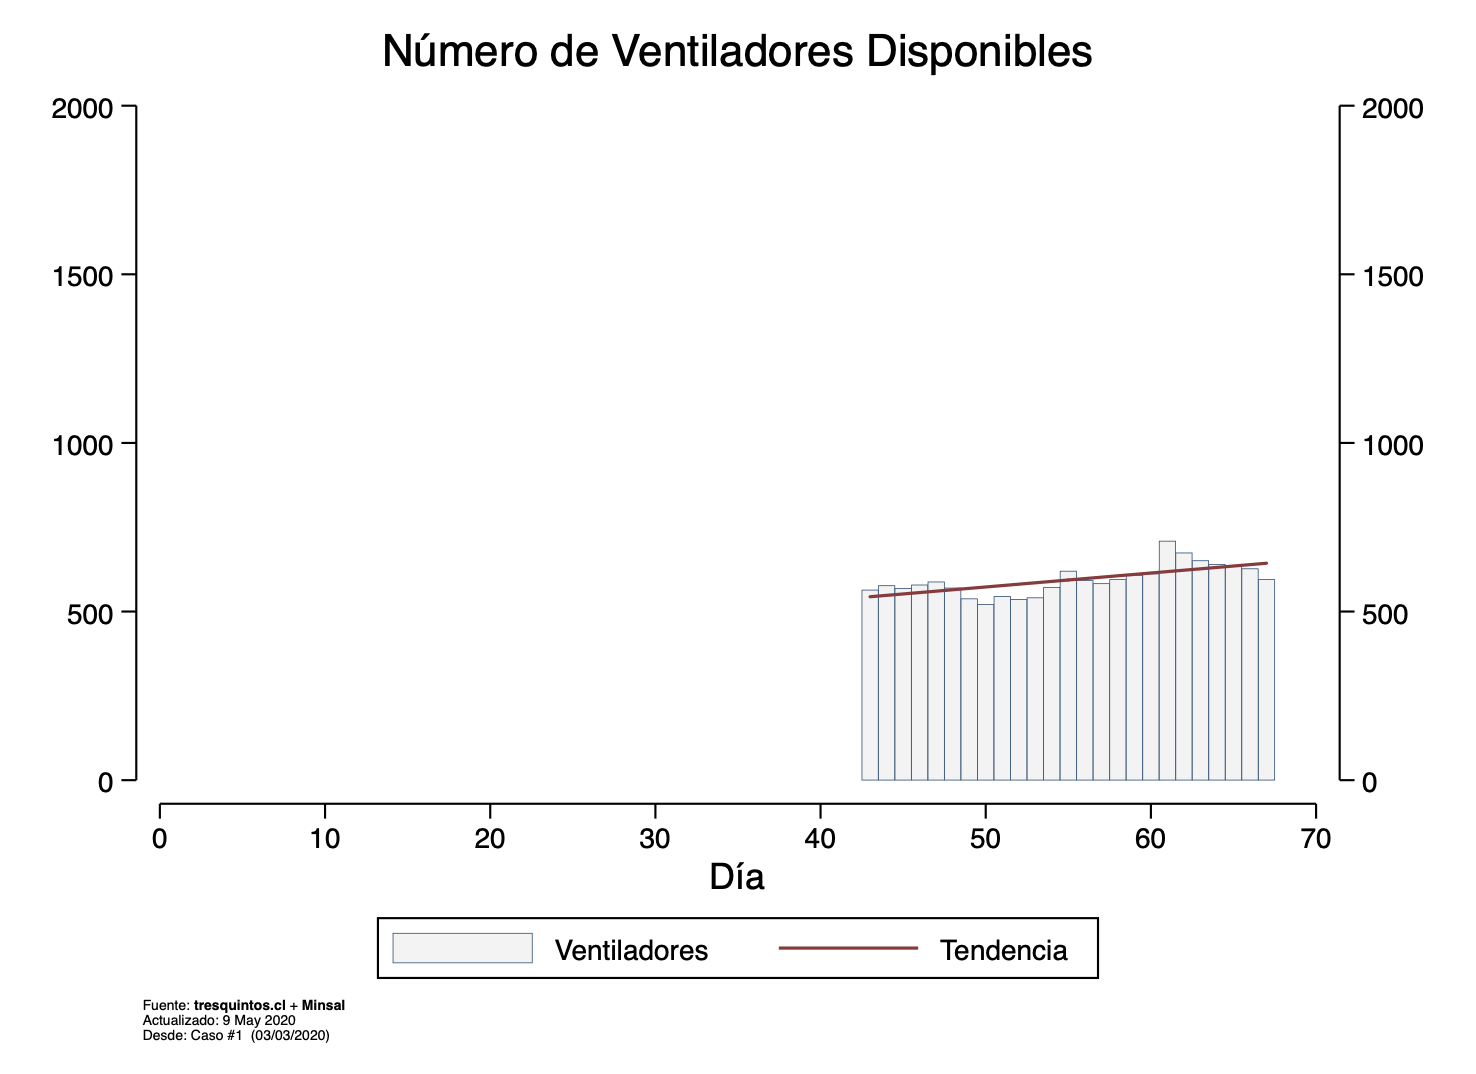 Número de Ventiladores Disponibles
2000 2000
1500 1500
1000 1000
500 500
0 0
0 10 20 30 40 50 60 70
Día
Ventiladores Tendencia
Fuente: tresquintos.cl + Minsal
Actualizado: 9 May 2020
Desde: Caso #1 (03/03/2020)